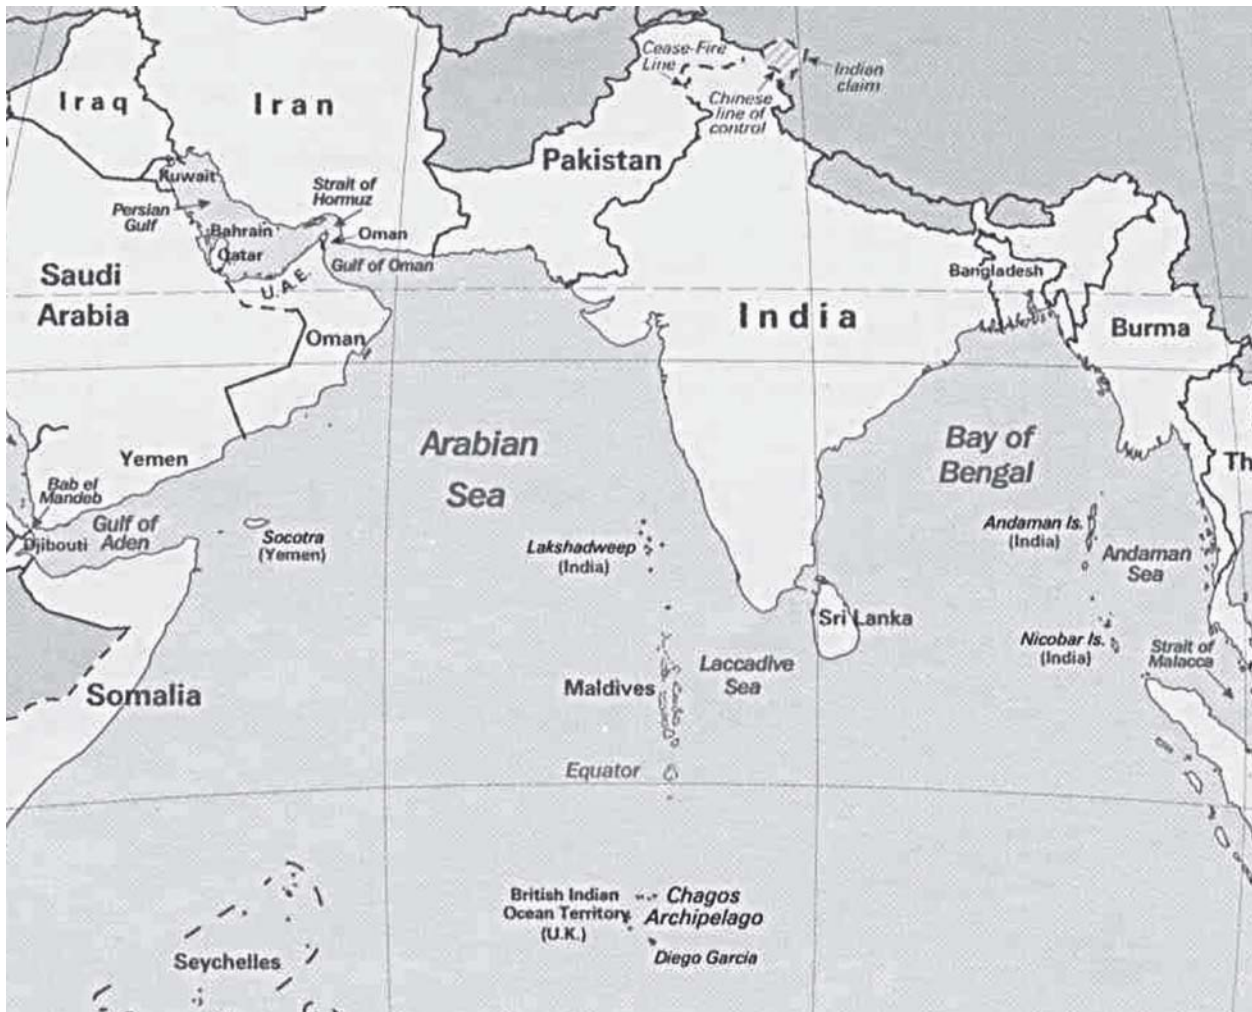 Cease-Fire
Line
Indian
claim
Chinese
line of
control
Iraq
Iran
Pakistan
Kuwait
Strait of
Hormuz
Persian
Gulf
Bahrain
Oman
Qatar
Gulf of Oman
U.A.E.
Saudi
Arabia
Oman
Bangladesh
India
Burma
Arabian
Sea
Bay of
Bengal
Yemen
Th
Bab el
Mandeb
Gulf of
Aden
Djibouti
Socotra
(Yemen)
Lakshadweep
(India)
Andaman Is.
(India)
Andaman
Sea
Sri Lanka
Nicobar Is.
(India)
Strait of
Malacca
Somalia
Maldives
Laccadive
Sea
Equator
British Indian
Ocean Territory
(U.K.)
Chagos
Archipelago
Diego Garcia
Seychelles